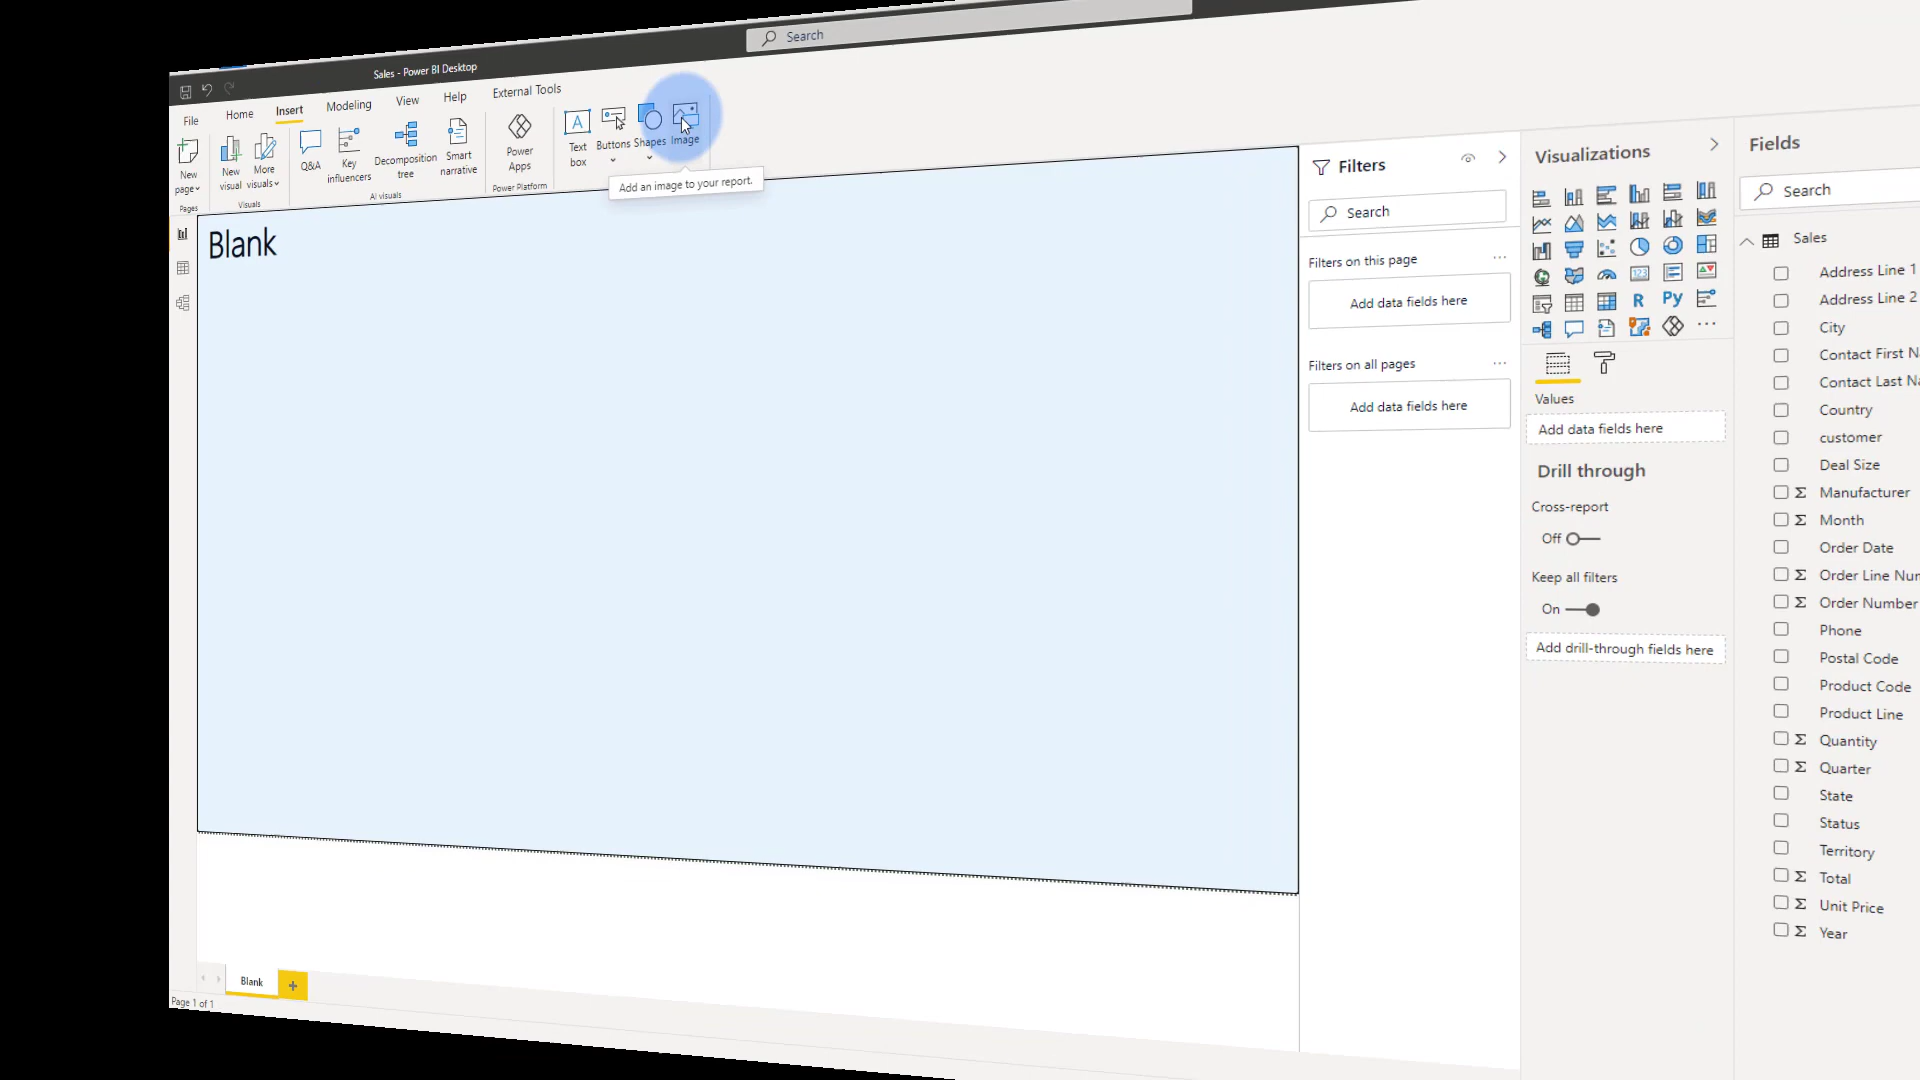 Search
Sales - Power BI Desktop
File
Home
Insert
Modeling
View
Help
External Tools
New page
New visual
More visuals
Q&A
Key influencers
Decomposition tree
Smart narrative
Power Apps
Text box
Buttons
Shapes
Image
Pages
Visuals
AI visuals
Power Platform
Add an image to your report.
Blank
Filters
Search
Filters on this page
...
Add data fields here
Filters on all pages
...
Add data fields here
Visualizations
123
R
Py
...
Values
Add data fields here
Drill through
Cross-report
Off
Keep all filters
On
Add drill-through fields here
Fields
Search
Sales
Address Line 1
Address Line 2
City
Contact First Na
Contact Last Na
Country
customer
Deal Size
Σ Manufacturer
Σ Month
Order Date
Σ Order Line Num
Σ Order Number
Phone
Postal Code
Product Code
Product Line
Σ Quantity
Σ Quarter
State
Status
Territory
Σ Total
Σ Unit Price
Σ Year
Blank
+
Page 1 of 1